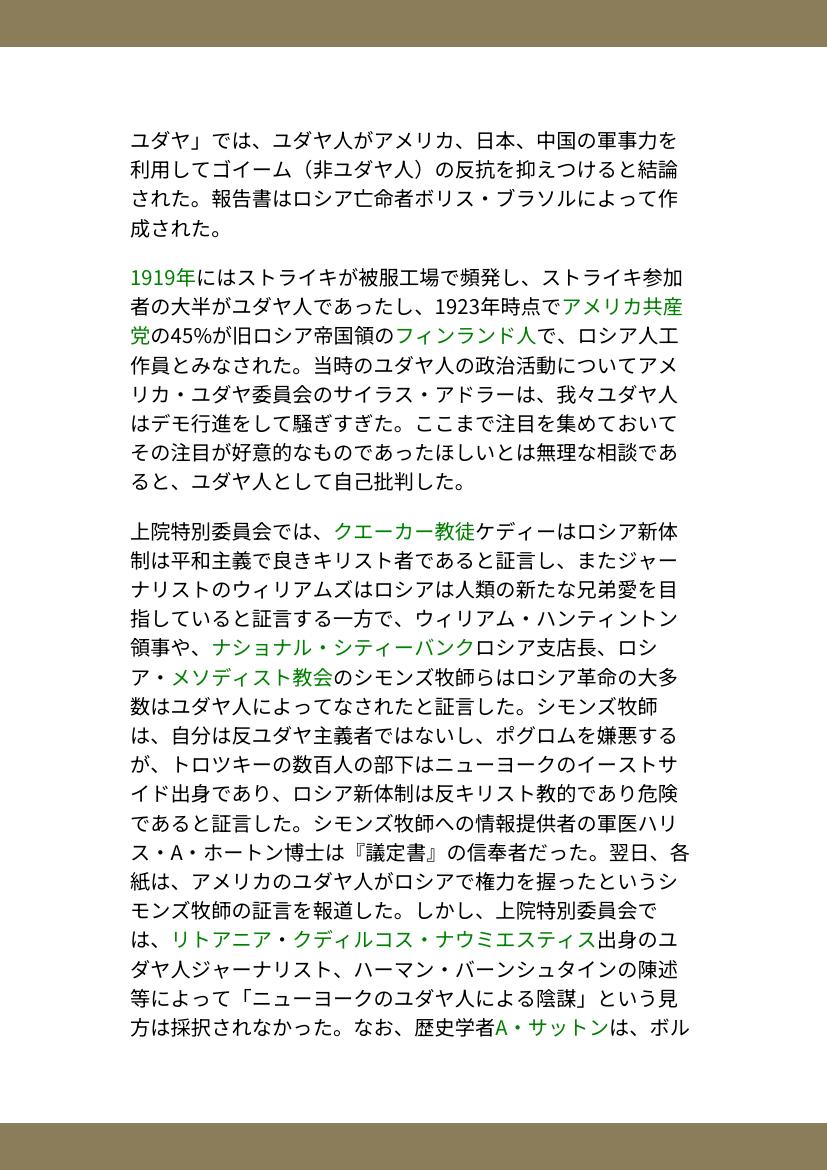 ユダヤ」では、ユダヤ人がアメリカ、日本、中国の軍事力を
利用してゴイーム（非ユダヤ人）の反抗を抑えつけると結論
された。報告書はロシア亡命者ボリス・ブラソルによって作
成された。
1919年にはストライキが被服工場で頻発し、ストライキ参加
者の大半がユダヤ人であったし、1923年時点でアメリカ共産
党の45%が旧ロシア帝国領のフィンランド人で、ロシア人工
作員とみなされた。当時のユダヤ人の政治活動についてアメ
リカ・ユダヤ委員会のサイラス・アドラーは、我々ユダヤ人
はデモ行進をして騒ぎすぎた。ここまで注目を集めておいて
その注目が好意的なものであったほしいとは無理な相談であ
ると、ユダヤ人として自己批判した。
上院特別委員会では、クエーカー教徒ケディーはロシア新体
制は平和主義で良きキリスト者であると証言し、またジャー
ナリストのウィリアムズはロシアは人類の新たな兄弟愛を目
指していると証言する一方で、ウィリアム・ハンティントン
領事や、ナショナル・シティーバンクロシア支店長、ロシ
ア・メソディスト教会のシモンズ牧師らはロシア革命の大多
数はユダヤ人によってなされたと証言した。シモンズ牧師
は、自分は反ユダヤ主義者ではないし、ポグロムを嫌悪する
が、トロツキーの数百人の部下はニューヨークのイーストサ
イド出身であり、ロシア新体制は反キリスト教的であり危険
であると証言した。シモンズ牧師への情報提供者の軍医ハリ
ス・A・ホートン博士は『議定書』の信奉者だった。翌日、各
紙は、アメリカのユダヤ人がロシアで権力を握ったというシ
モンズ牧師の証言を報道した。しかし、上院特別委員会で
は、リトアニア・クディルコス・ナウミエスティス出身のユ
ダヤ人ジャーナリスト、ハーマン・バーンシュタインの陳述
等によって「ニューヨークのユダヤ人による陰謀」という見
方は採択されなかった。なお、歴史学者A・サットンは、ボル